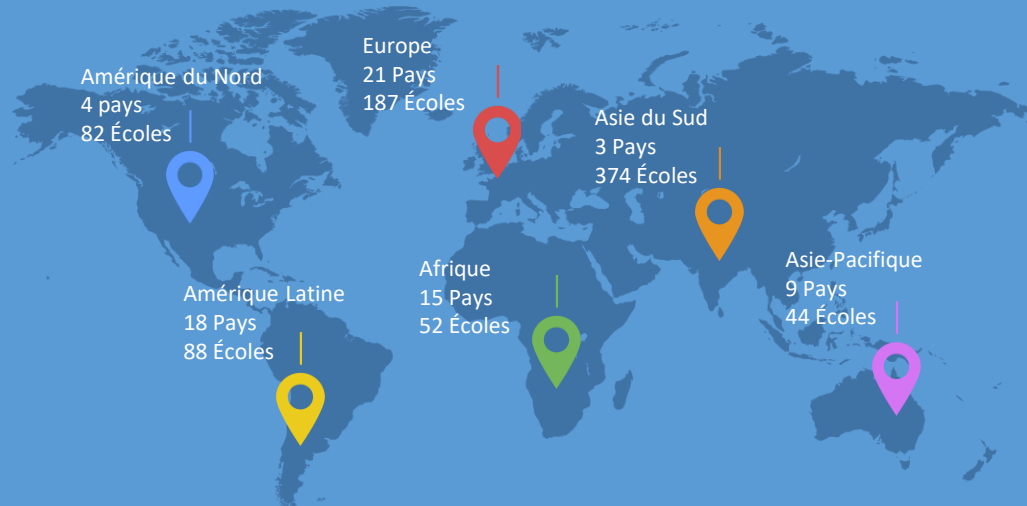 Amérique du Nord
4 pays
82 Écoles
Europe
21 Pays
187 Écoles
Asie du Sud
3 Pays
374 Écoles
Amérique Latine
18 Pays
88 Écoles
Afrique
15 Pays
52 Écoles
Asie-Pacifique
9 Pays
44 Écoles